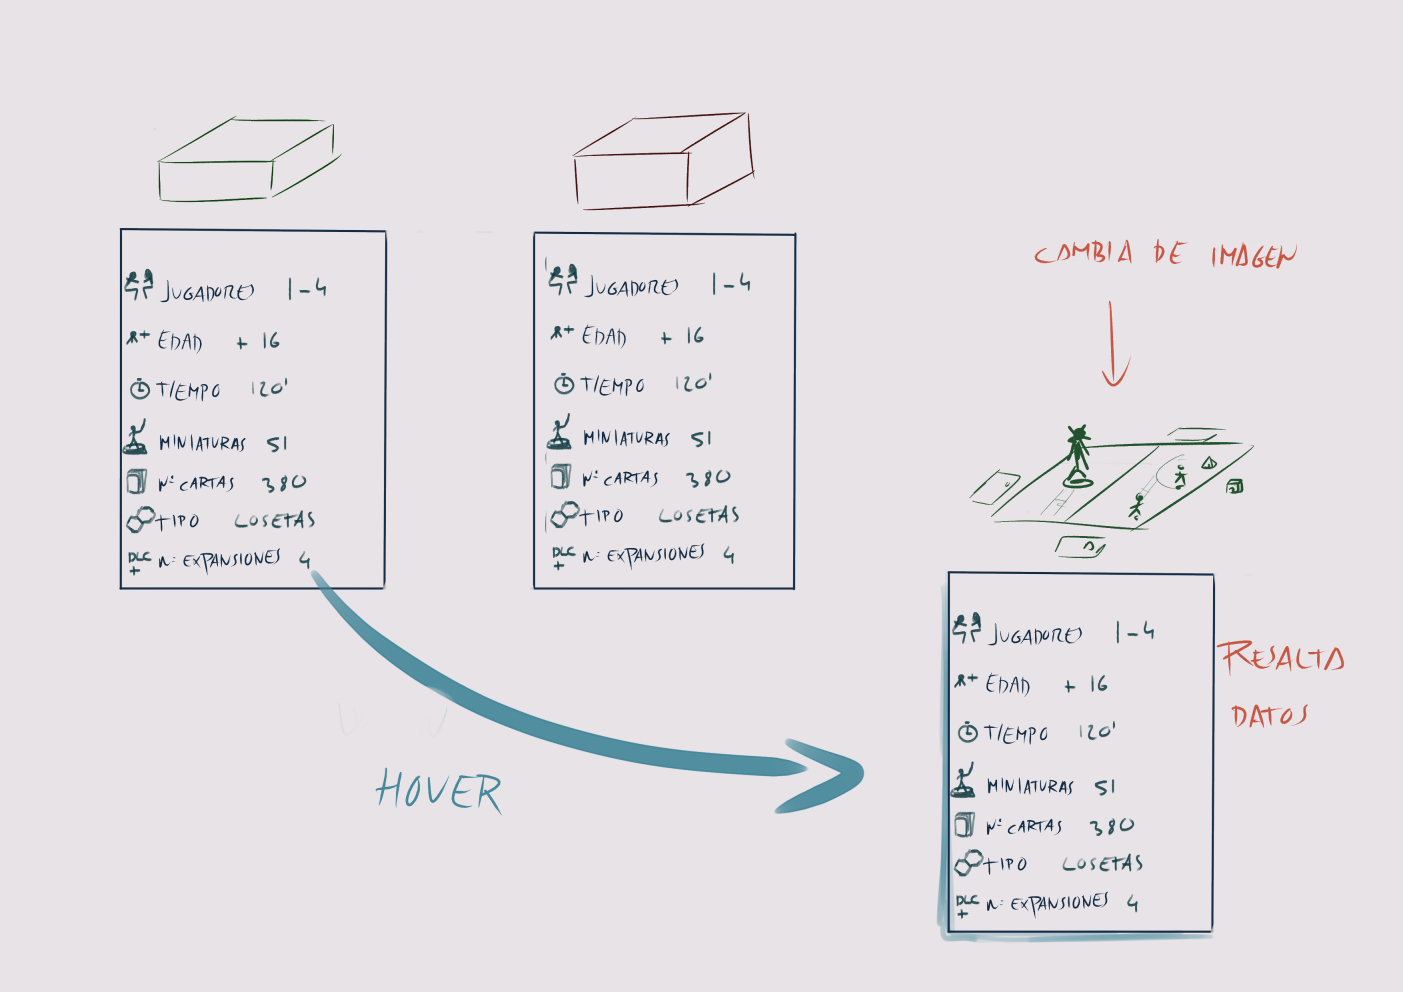 JUGADORES 1-4
R+ EDAD + 16
TIEMPO 120'
MINIATURAS 51
Nº CARTAS 380
TIPO LOSETAS
DLC + n: EXPANSIONES 4
JUGADORES 1-4
R+ EDAD + 16
TIEMPO 120'
MINIATURAS 51
Nº CARTAS 380
TIPO LOSETAS
DLC + n: EXPANSIONES 4
HOVER
CAMBIA DE IMAGEN
JUGADORES 1-4
R+ EDAD + 16
TIEMPO 120'
MINIATURAS 51
Nº CARTAS 380
TIPO LOSETAS
DLC + n: EXPANSIONES 4
RESALTA
DATOS